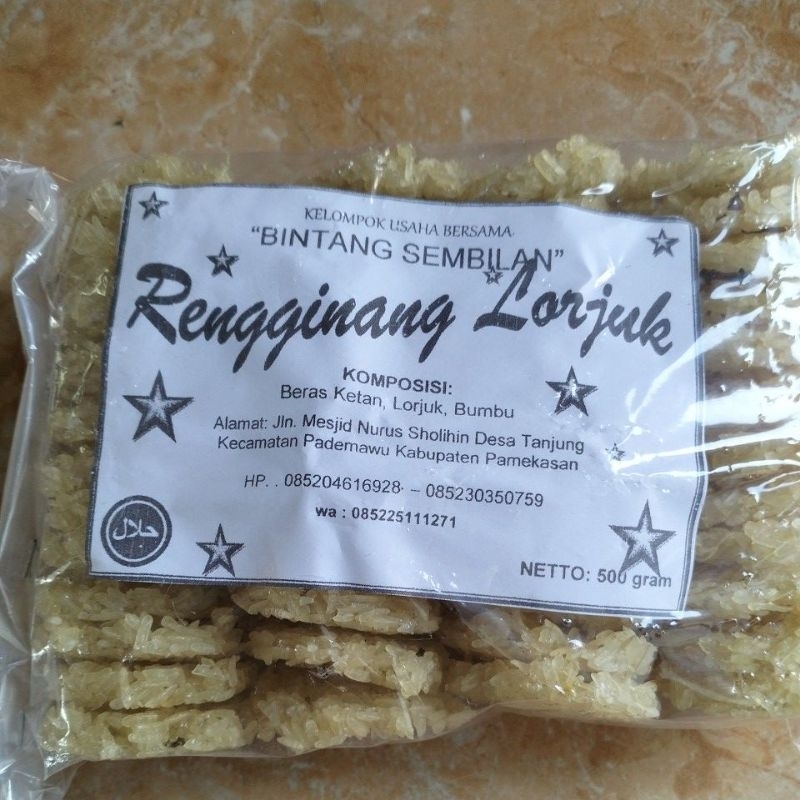 KELOMPOK USAHA BERSAMA
"BINTANG SEMBILAN"
Rengginang Lorjuk
KOMPOSISI:
Beras Ketan, Lorjuk, Bumbu
Alamat: Jln. Mesjid Nurus Sholihin Desa Tanjung
Kecamatan Pademawu Kabupaten Pamekasan
HP. . 085204616928 – 085230350759
wa : 085225111271
حلال
NETTO: 500 gram